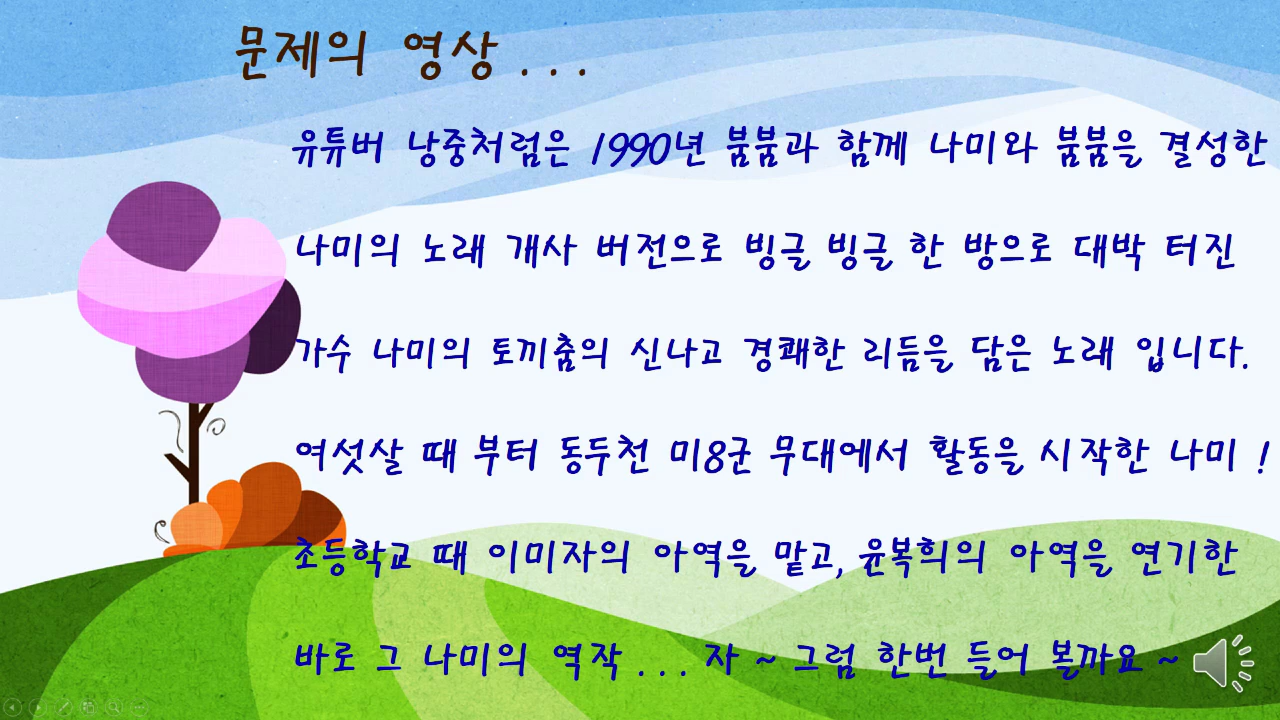 문제의 영상 . . .
유튜버 낭중처럼은 1990년 붐붐과 함께 나미와 붐붐을 결성한
나미의 노래 개사 버전으로 빙글 빙글 한 방으로 대박 터진
가수 나미의 토끼춤의 신나고 경쾌한 리듬을 담은 노래 입니다.
여섯살 때 부터 동두천 미8군 무대에서 활동을 시작한 나미 !
초등학교 때 이미자의 아역을 맡고, 윤복희의 아역을 연기한
바로 그 나미의 역작 . . . 자 ~ 그럼 한번 들어 볼까요 ~